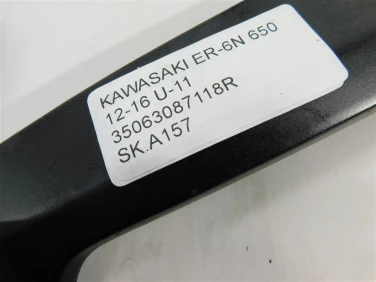 KAWASAKI ER-6N 650
12-16 U-11
35063087118R
SK.A157